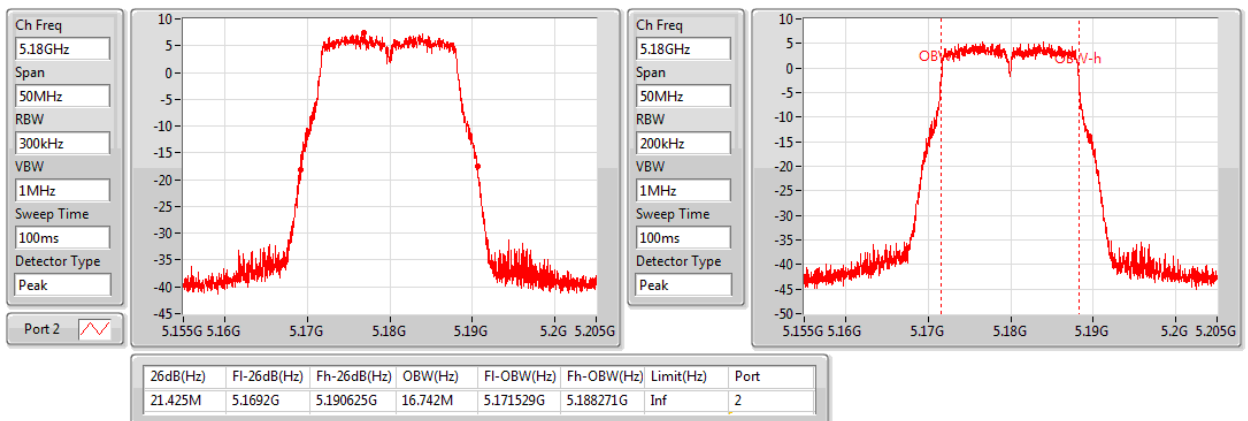 Ch Freq
5.18GHz
Span
50MHz
RBW
300kHz
VBW
1MHz
Sweep Time
100ms
Detector Type
Peak
Port 2
10
5
0
-5
-10
-15
-20
-25
-30
-35
-40
-45
5.155G 5.16G 5.17G 5.18G 5.19G 5.2G 5.205G
Ch Freq
5.18GHz
Span
50MHz
RBW
200kHz
VBW
1MHz
Sweep Time
100ms
Detector Type
Peak
10
5
0
-5
-10
-15
-20
-25
-30
-35
-40
-45
-50
OBW-h
5.155G 5.16G 5.17G 5.18G 5.19G 5.2G 5.205G
26dB(Hz) Fl-26dB(Hz) Fh-26dB(Hz) OBW(Hz) Fl-OBW(Hz) Fh-OBW(Hz) Limit(Hz) Port
21.425M 5.1692G 5.190625G 16.742M 5.171529G 5.188271G Inf 2